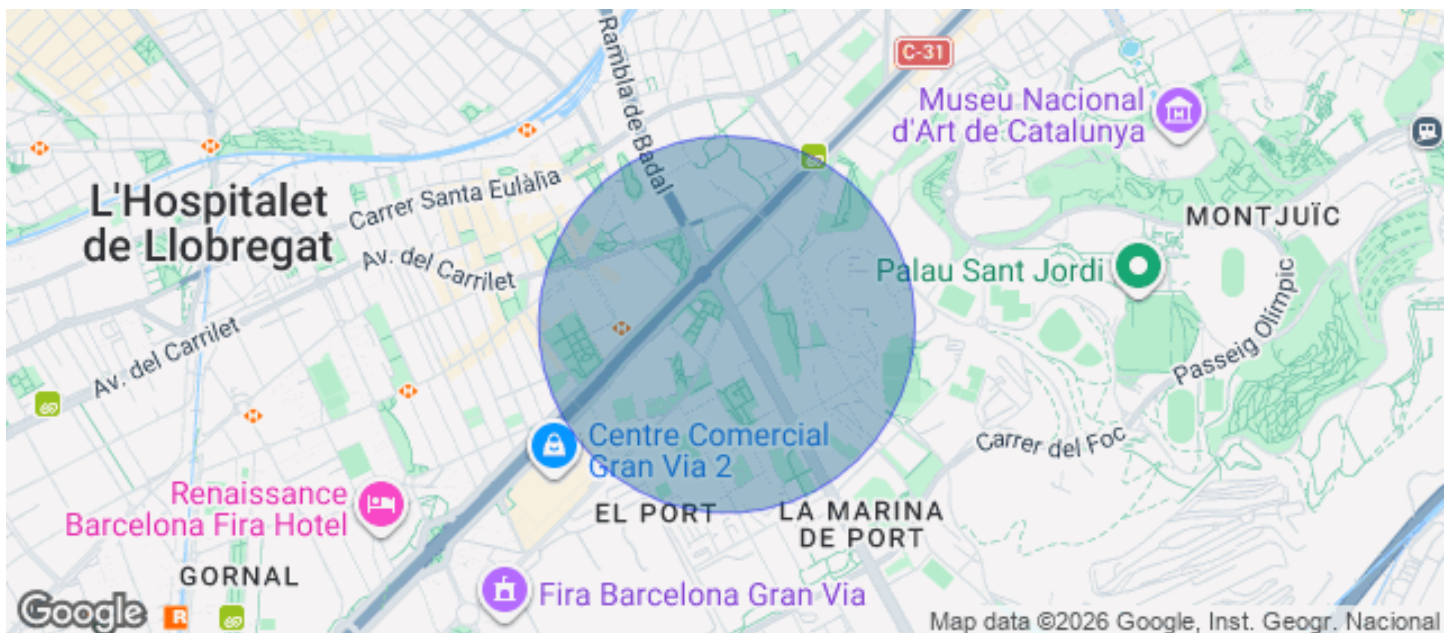 Rambla de Badal
C-31
Museu Nacional
d'Art de Catalunya
L'Hospitalet
de Llobregat
Carrer Santa Eulàlia
MONTJUÏC
Av. del Carrilet
Palau Sant Jordi
Av. del Carrilet
Passeig Olímpic
Centre Comercial
Gran Via 2
Carrer del Foc
Renaissance
Barcelona Fira Hotel
EL PORT
LA MARINA
DE PORT
GORNAL
Fira Barcelona Gran Via
Google
R
Map data ©2026 Google, Inst. Geogr. Nacional